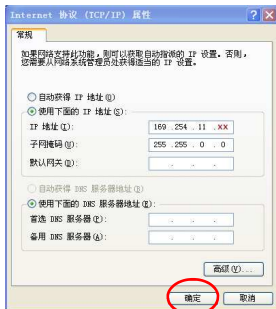 Internet 协议 (TCP/IP) 属性
常规
如果网络支持此功能，则可以获取自动指派的 IP 设置。否则，
您需要从网络系统管理员处获得适当的 IP 设置。
自动获得 IP 地址(O)
使用下面的 IP 地址(S):
IP 地址(I): 169 .254 .11 .XX
子网掩码(U): 255 .255 . 0 . 0
默认网关(D): . . .
自动获得 DNS 服务器地址(B)
使用下面的 DNS 服务器地址(E):
首选 DNS 服务器(P): . . .
备用 DNS 服务器(A): . . .
高级(V)...
确定 取消